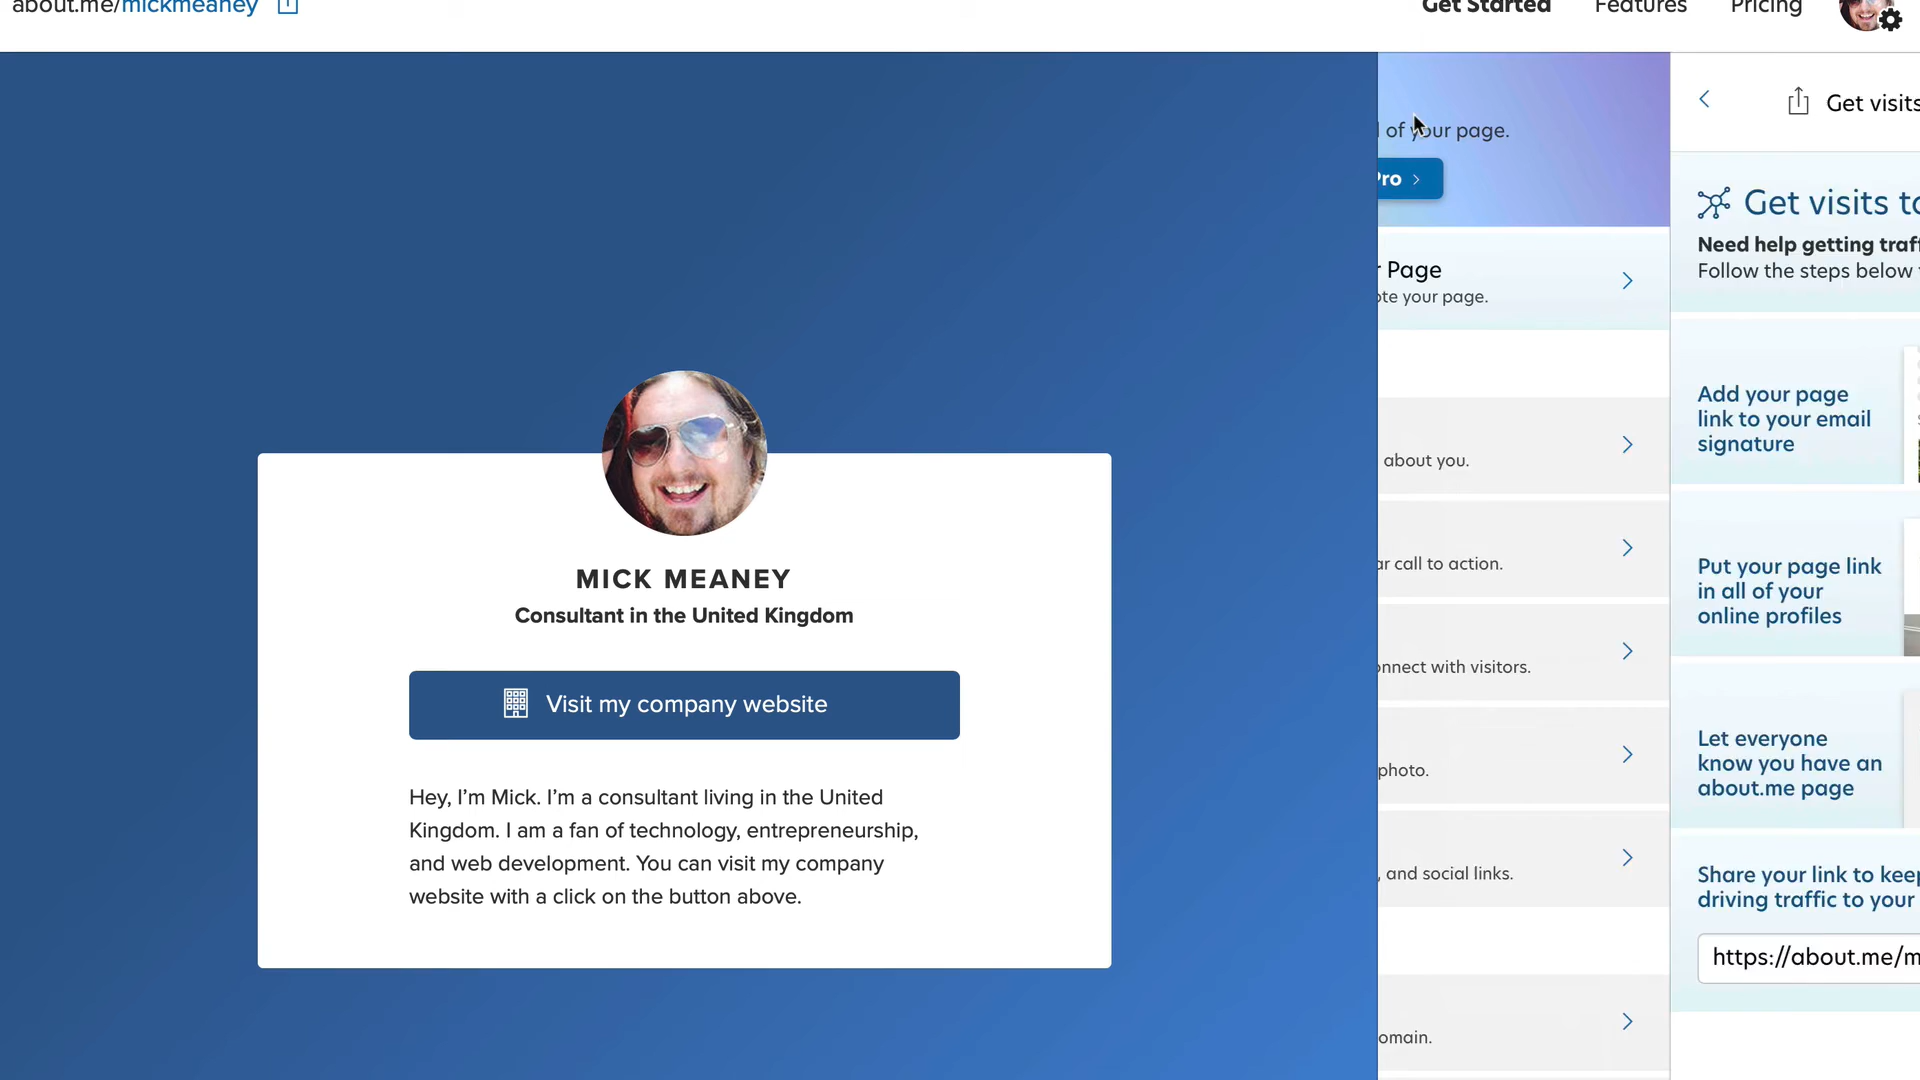 about.me/mickmeaney
Get Started
Features
Pricing
of your page.
Pro
Page
your page.
about you.
call to action.
with visitors.
photo.
, and social links.
MICK MEANEY
Consultant in the United Kingdom
Visit my company website
Hey, I’m Mick. I’m a consultant living in the United
Kingdom. I am a fan of technology, entrepreneurship,
and web development. You can visit my company
website with a click on the button above.
Get visits
Get visits to
Need help getting traf
Follow the steps below
Add your page
link to your email
signature
Put your page link
in all of your
online profiles
Let everyone
know you have an
about.me page
Share your link to keep
driving traffic to your
https://about.me/m